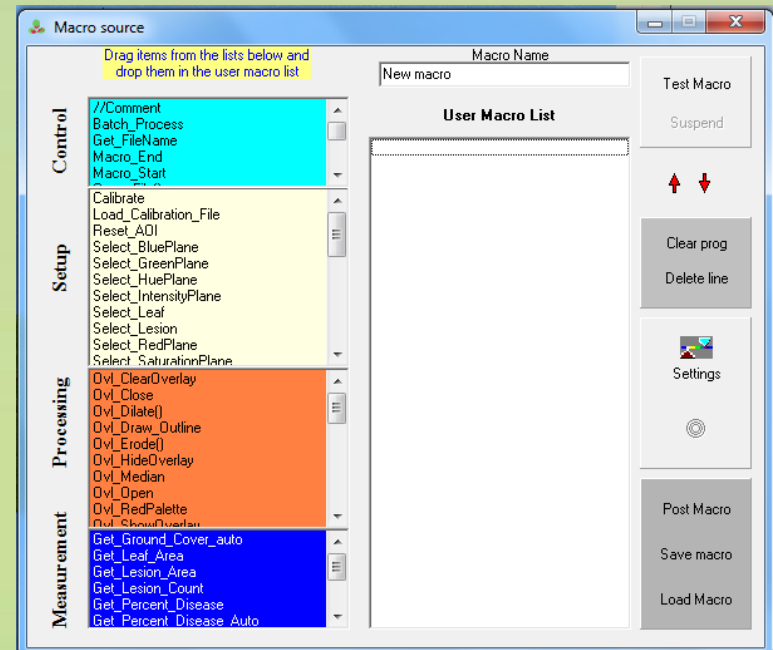 Macro source
Drag items from the lists below and
drop them in the user macro list
Macro Name
New macro
Control
//Comment
Batch_Process
Get_FileName
Macro_End
Macro_Start
Setup
Calibrate
Load_Calibration_File
Reset_AOI
Select_BluePlane
Select_GreenPlane
Select_HuePlane
Select_IntensityPlane
Select_Leaf
Select_Lesion
Select_RedPlane
Select_SaturationPlane
Processing
Ovl_ClearOverlay
Ovl_Close
Ovl_Dilate()
Ovl_Draw_Outline
Ovl_Erode()
Ovl_HideOverlay
Ovl_Median
Ovl_Open
Ovl_RedPalette
Ovl_ShowOverlay
Measurement
Get_Ground_Cover_auto
Get_Leaf_Area
Get_Lesion_Area
Get_Lesion_Count
Get_Percent_Disease
Get_Percent_Disease_Auto
User Macro List
Test Macro
Suspend
Clear prog
Delete line
Settings
Post Macro
Save macro
Load Macro